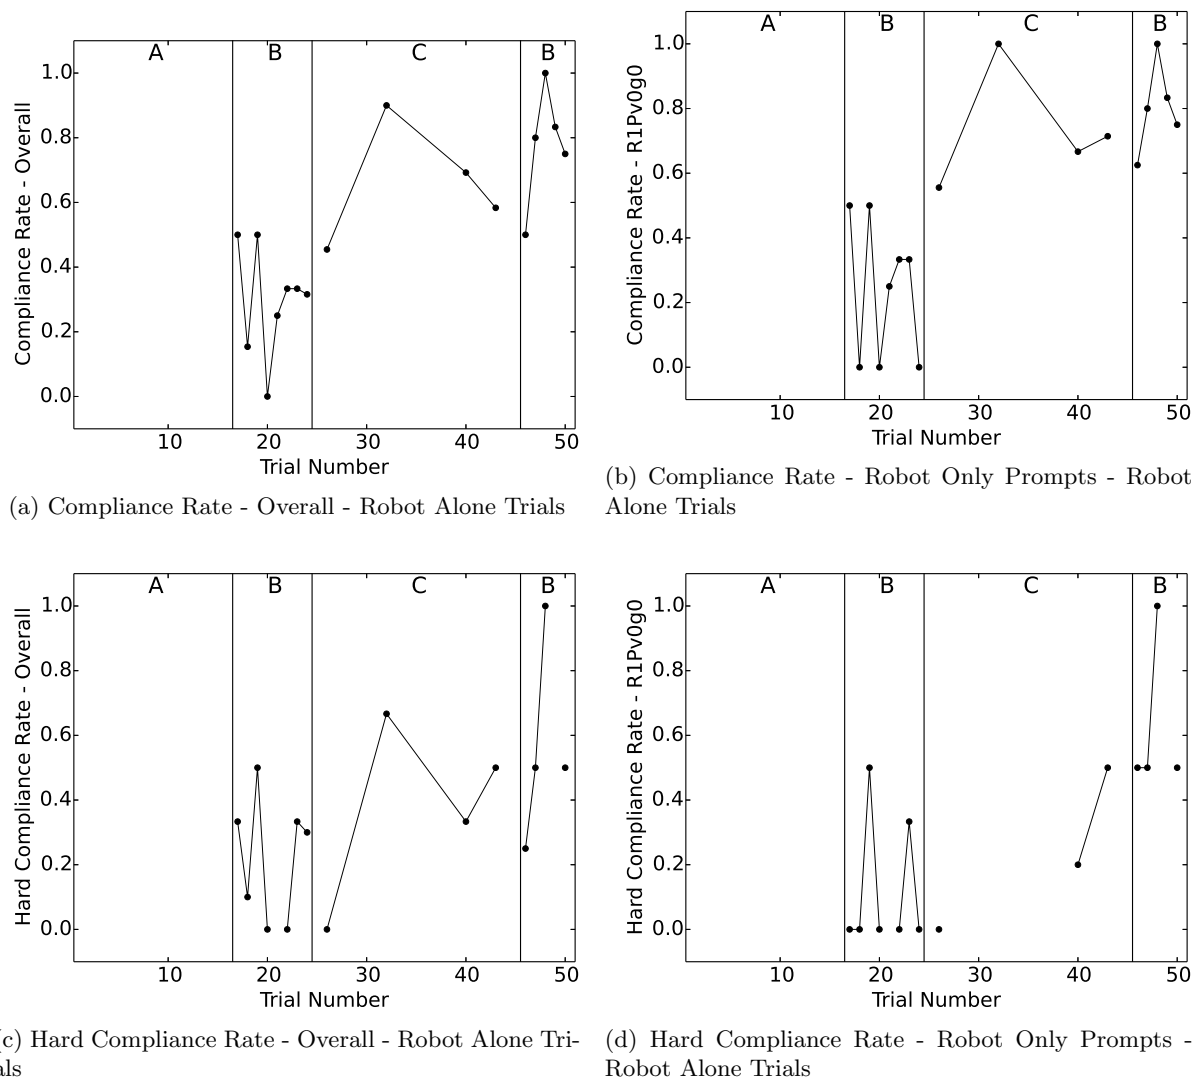 A B C B
1.0
0.8
0.6
0.4
0.2
0.0
Compliance Rate - Overall
10 20 30 40 50
Trial Number
(a) Compliance Rate - Overall - Robot Alone Trials
A B C B
1.0
0.8
0.6
0.4
0.2
0.0
Compliance Rate - R1Pv0g0
10 20 30 40 50
Trial Number
(b) Compliance Rate - Robot Only Prompts - Robot
Alone Trials
A B C B
1.0
0.8
0.6
0.4
0.2
0.0
Hard Compliance Rate - Overall
10 20 30 40 50
Trial Number
(c) Hard Compliance Rate - Overall - Robot Alone Tri-
als
A B C B
1.0
0.8
0.6
0.4
0.2
0.0
Hard Compliance Rate - R1Pv0g0
10 20 30 40 50
Trial Number
(d) Hard Compliance Rate - Robot Only Prompts -
Robot Alone Trials